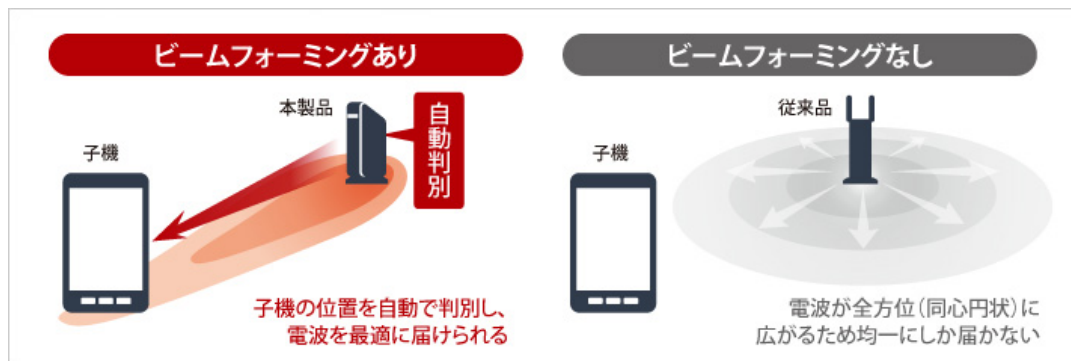 ビームフォーミングあり
本製品
自動判別
子機
子機の位置を自動で判別し、
電波を最適に届けられる
ビームフォーミングなし
従来品
子機
電波が全方位(同心円状)に
広がるため均一にしか届かない